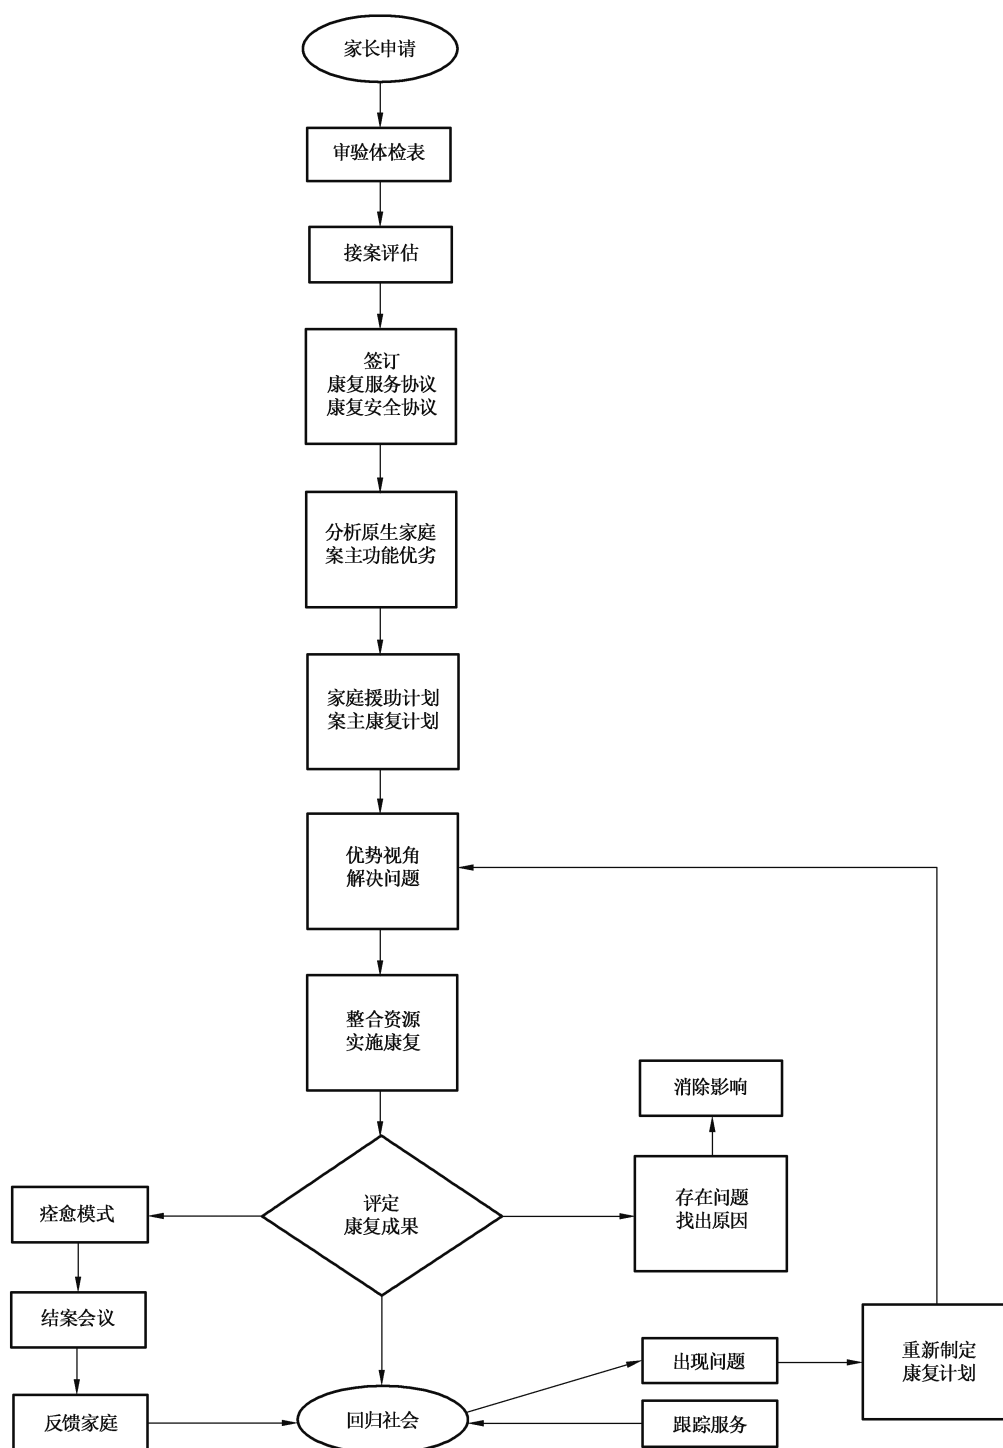 家长申请
审验体检表
接案评估
签订
康复服务协议
康复安全协议
分析原生家庭
案主功能优劣
家庭援助计划
案主康复计划
优势视角
解决问题
整合资源
实施康复
消除影响
评定
康复成果
存在问题
找出原因
痊愈模式
结案会议
反馈家庭
回归社会
出现问题
跟踪服务
重新制定
康复计划